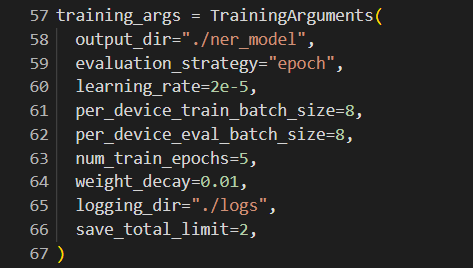 57 training_args = TrainingArguments(
58     output_dir="./ner_model",
59     evaluation_strategy="epoch",
60     learning_rate=2e-5,
61     per_device_train_batch_size=8,
62     per_device_eval_batch_size=8,
63     num_train_epochs=5,
64     weight_decay=0.01,
65     logging_dir="./logs",
66     save_total_limit=2,
67 )